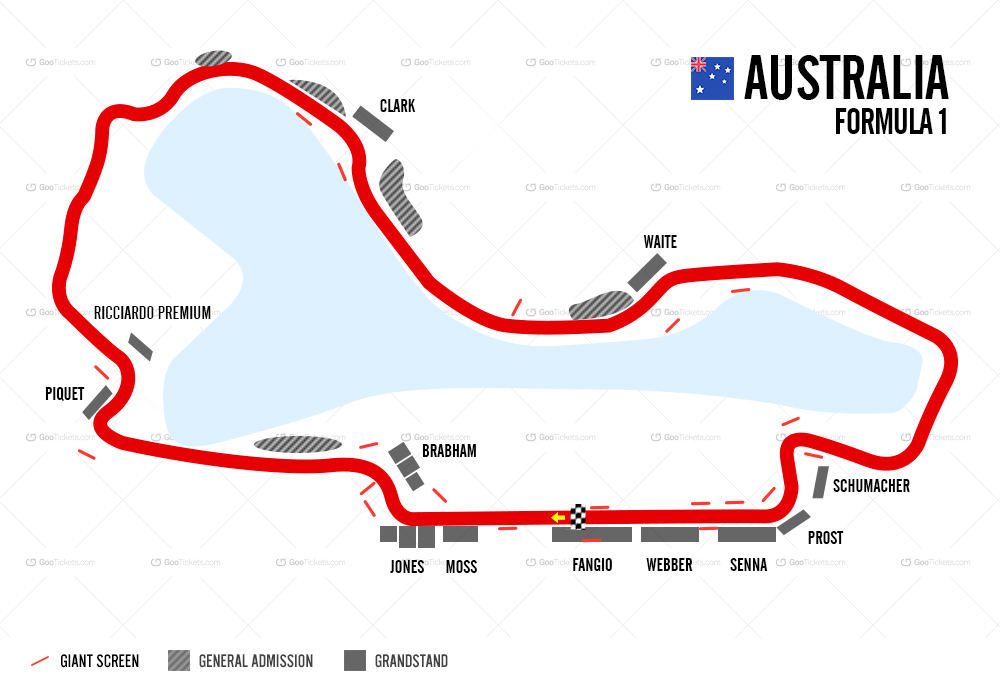 AUSTRALIA
FORMULA 1
CLARK
WAITE
RICCIARDO PREMIUM
PIQUET
BRABHAM
SCHUMACHER
PROST
JONES
MOSS
FANGIO
WEBBER
SENNA
GIANT SCREEN
GENERAL ADMISSION
GRANDSTAND
GooTickets.com